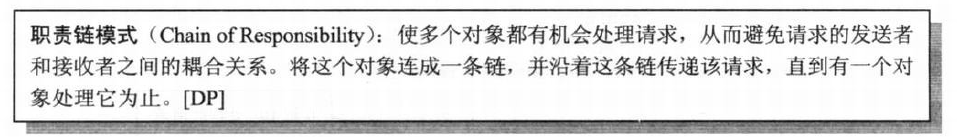 职责链模式（Chain of Responsibility）：使多个对象都有机会处理请求，从而避免请求的发送者
和接收者之间的耦合关系。将这个对象连成一条链，并沿着这条链传递该请求，直到有一个对
象处理它为止。[DP]